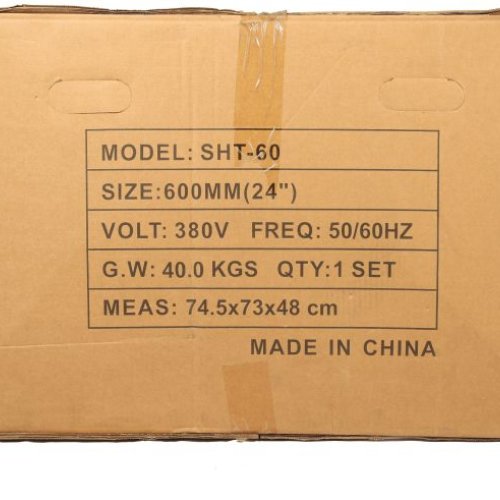 MODEL: SHT-60
SIZE:600MM(24")
VOLT: 380V FREQ: 50/60HZ
G.W: 40.0 KGS QTY:1 SET
MEAS: 74.5x73x48 cm
MADE IN CHINA